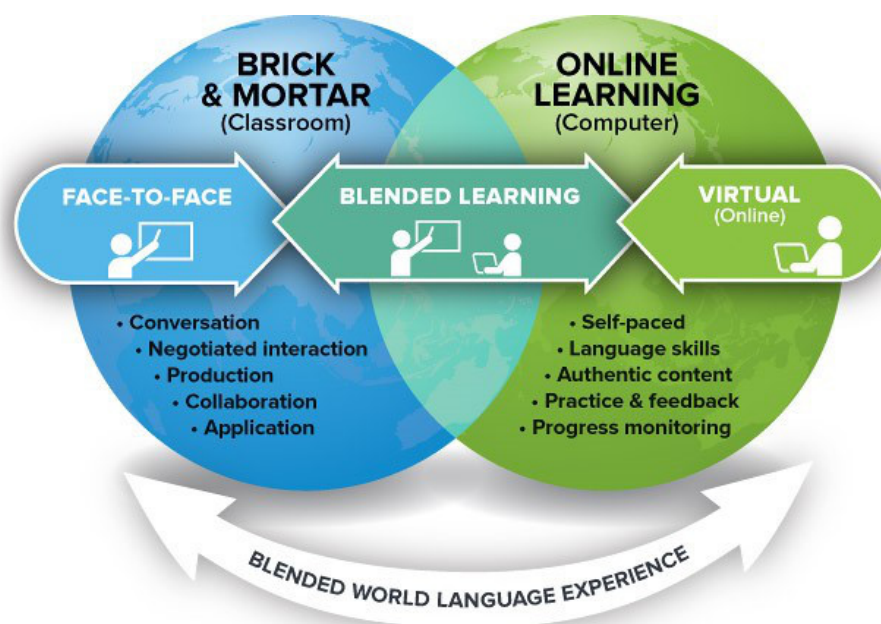 BRICK
& MORTAR
(Classroom)
ONLINE
LEARNING
(Computer)
FACE-TO-FACE
BLENDED LEARNING
VIRTUAL
(Online)
• Conversation
• Negotiated interaction
• Production
• Collaboration
• Application
• Self-paced
• Language skills
• Authentic content
• Practice & feedback
• Progress monitoring
BLENDED WORLD LANGUAGE EXPERIENCE